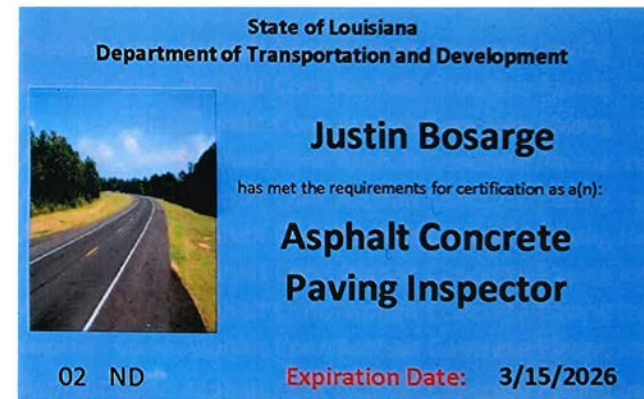 State of Louisiana
Department of Transportation and Development
Justin Bosarge
has met the requirements for certification as a(n):
Asphalt Concrete
Paving Inspector
02 ND
Expiration Date: 3/15/2026